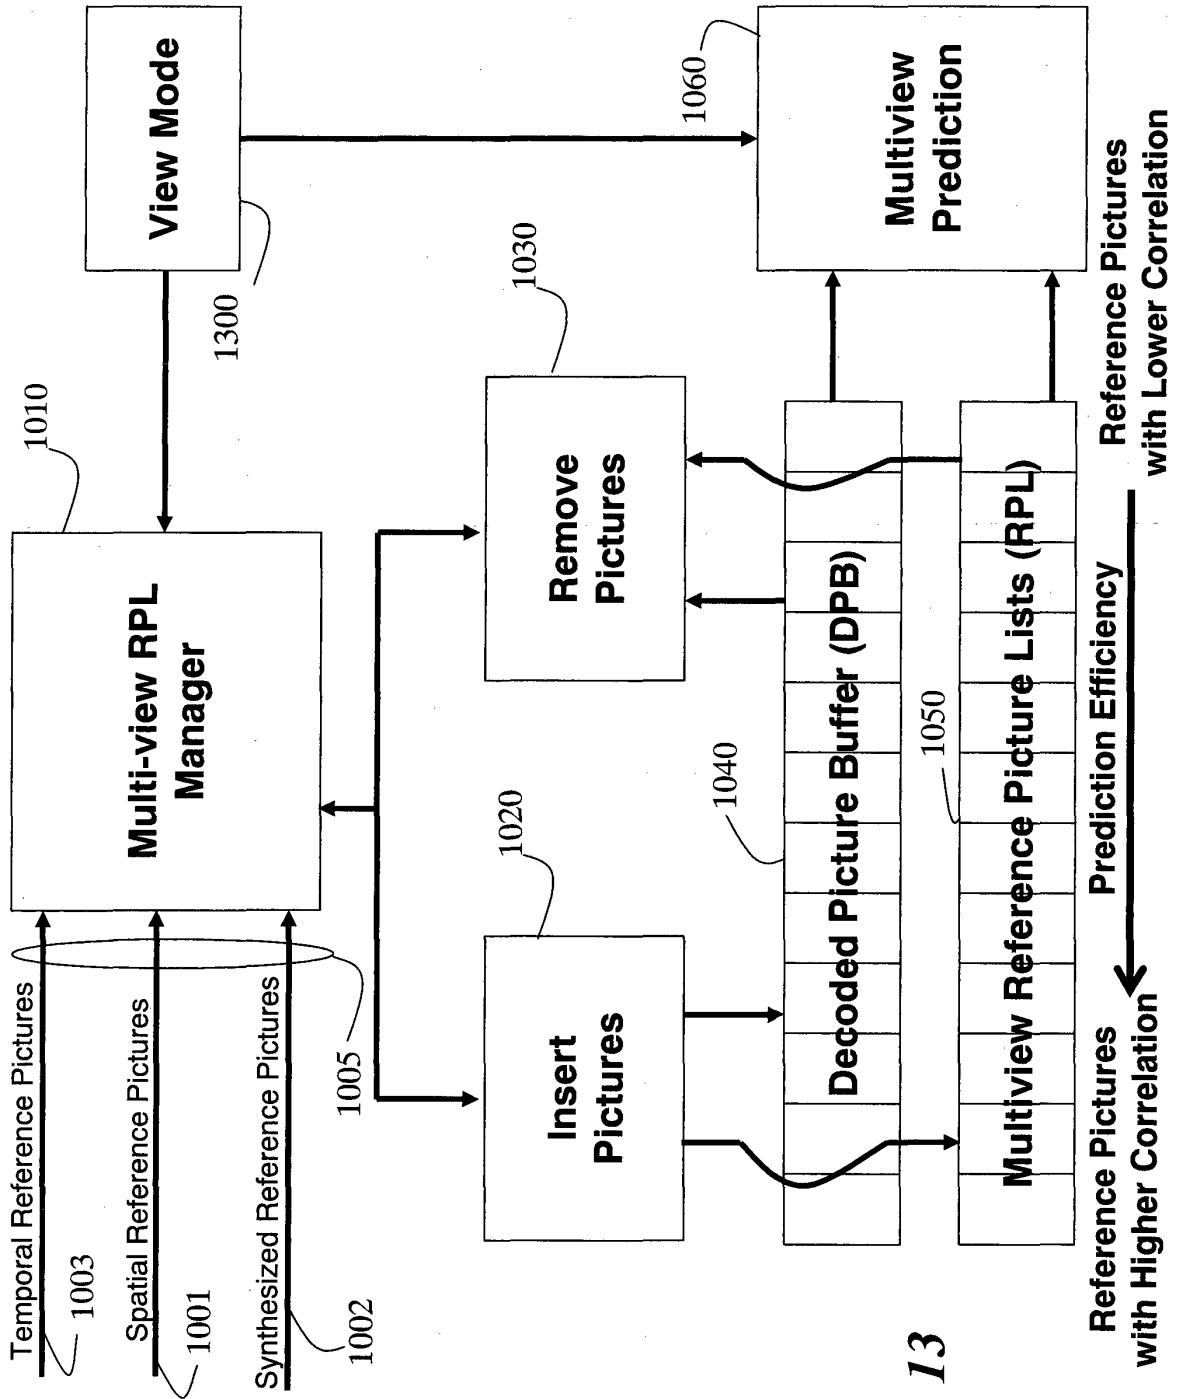 Temporal Reference Pictures
1003
Spatial Reference Pictures
1001
Synthesized Reference Pictures
1002
1005
1010
Multi-view RPL
Manager
1300
View Mode
1020
Insert
Pictures
1030
Remove
Pictures
1040
Decoded Picture Buffer (DPB)
1050
Multiview Reference Picture Lists (RPL)
1060
Multiview
Prediction
Reference Pictures
with Higher Correlation
Prediction Efficiency
Reference Pictures
with Lower Correlation
13